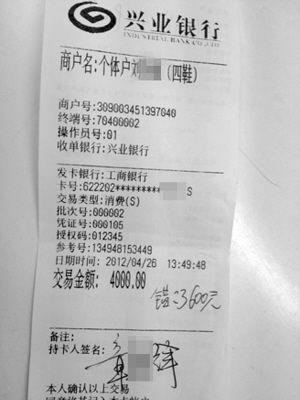 兴业银行
INDUSTRIAL BANK CO.,LTD
商户名:个体户刘 (四鞋)
商户号:309003451397040
终端号:70400002
操作员号:01
收单银行:兴业银行
发卡银行:工商银行
卡号:622202********* S
交易类型:消费(S)
批次号:000002
凭证号:000105
授权码:012345
参考号:134948153449
日期时间:2012/04/26 13:49:48
交易金额: 4000.00
3600元
备注:
持卡人签名:
本人确认以上交易